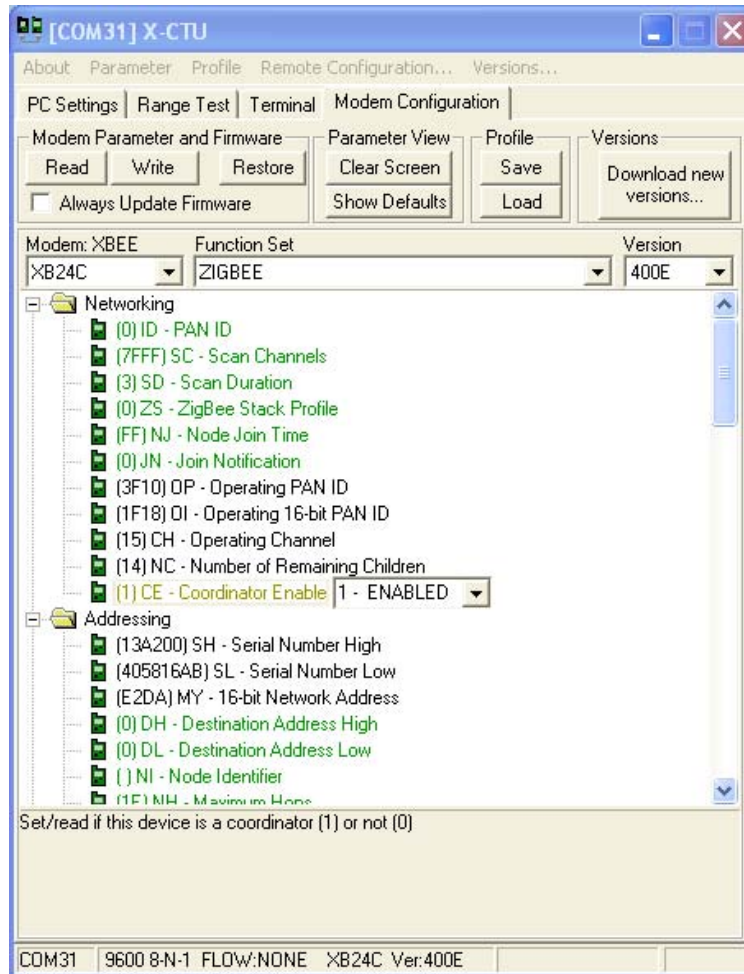 [COM31] X-CTU
About Parameter Profile Remote Configuration... Versions...
PC Settings Range Test Terminal Modem Configuration
Modem Parameter and Firmware Parameter View Profile Versions
Read Write Restore Clear Screen Save Download new versions...
Always Update Firmware Show Defaults Load
Modem: XBEE Function Set Version
XB24C ZIGBEE 400E
Networking
(0) ID - PAN ID
(7FFF) SC - Scan Channels
(3) SD - Scan Duration
(0) ZS - ZigBee Stack Profile
(FF) NJ - Node Join Time
(0) JN - Join Notification
(3F10) OP - Operating PAN ID
(1F18) OI - Operating 16-bit PAN ID
(15) CH - Operating Channel
(14) NC - Number of Remaining Children
(1) CE - Coordinator Enable 1 - ENABLED
Addressing
(13A200) SH - Serial Number High
(405816AB) SL - Serial Number Low
(E2DA) MY - 16-bit Network Address
(0) DH - Destination Address High
(0) DL - Destination Address Low
( ) NI - Node Identifier
(1E) NH - Maximum Hops
Set/read if this device is a coordinator (1) or not (0)
COM31 9600 8-N-1 FLOW:NONE XB24C Ver:400E